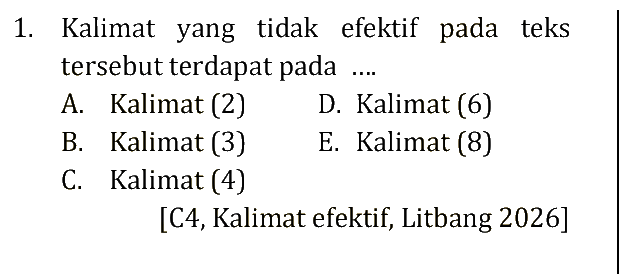 1. Kalimat yang tidak efektif pada teks
tersebut terdapat pada ....
A. Kalimat (2) D. Kalimat (6)
B. Kalimat (3) E. Kalimat (8)
C. Kalimat (4)
[C4, Kalimat efektif, Litbang 2026]